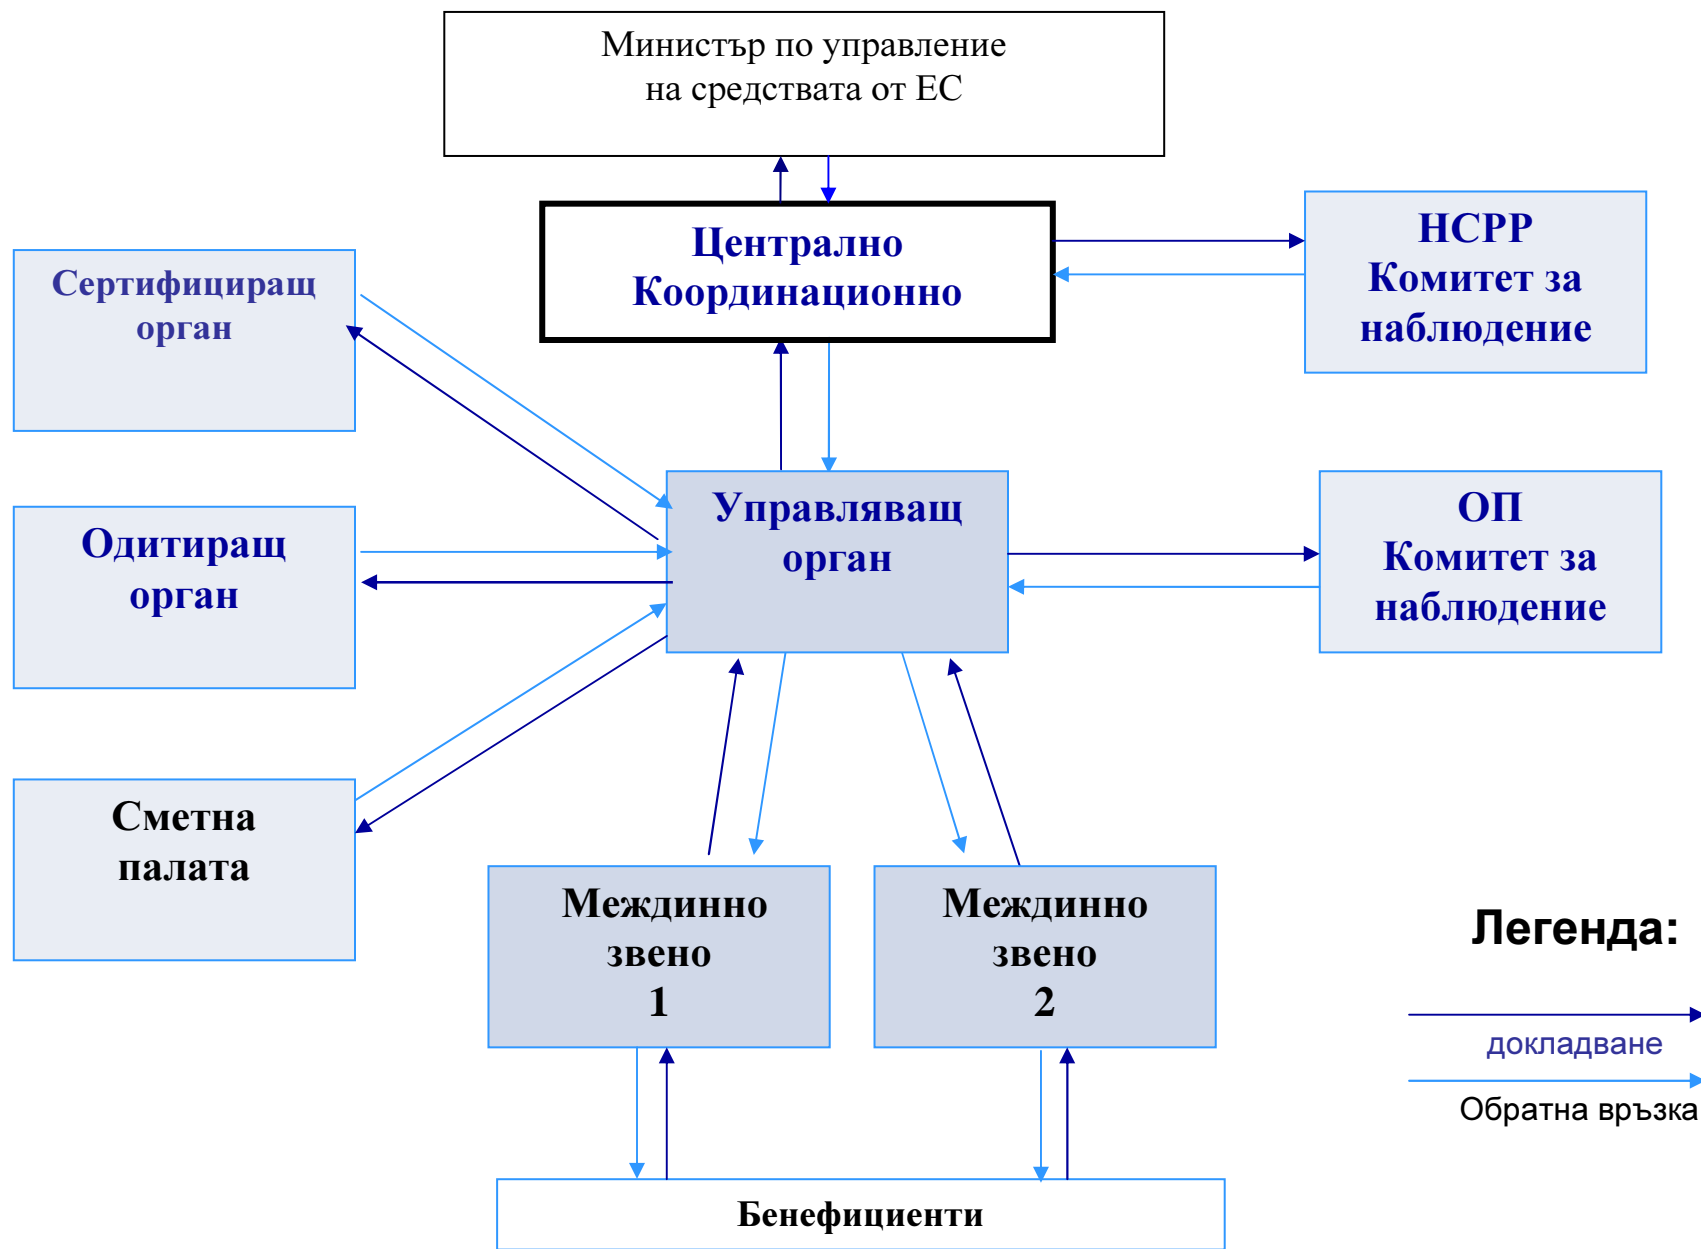 Министър по управление
на средствата от ЕС
Централно
Координационно
НСРР
Комитет за
наблюдение
Сертифициращ
орган
Управляващ
орган
ОП
Комитет за
наблюдение
Одитиращ
орган
Сметна
палата
Междинно
звено
1
Междинно
звено
2
Легенда:
докладване
Обратна връзка
Бенефициенти